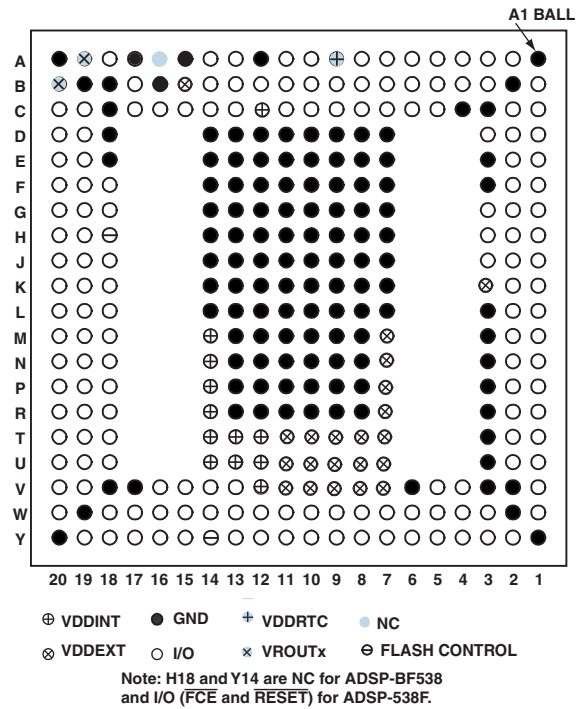 A1 BALL
A
B
C
D
E
F
G
H
J
K
L
M
N
P
R
T
U
V
W
Y
20 19 18 17 16 15 14 13 12 11 10 9 8 7 6 5 4 3 2 1
VDDINT GND VDDRTC NC
VDDEXT I/O VROUTx FLASH CONTROL
Note: H18 and Y14 are NC for ADSP-BF538
and I/O (FCE and RESET) for ADSP-538F.